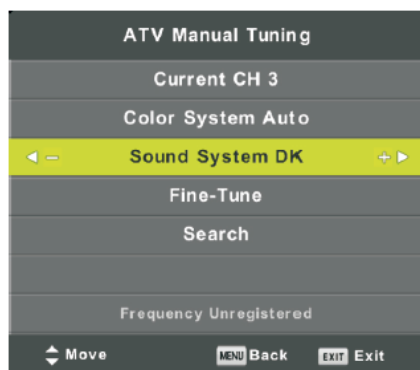 ATV Manual Tuning
Current CH 3
Color System Auto
Sound System DK
Fine-Tune
Search
Frequency Unregistered
Move MENU Back EXIT Exit